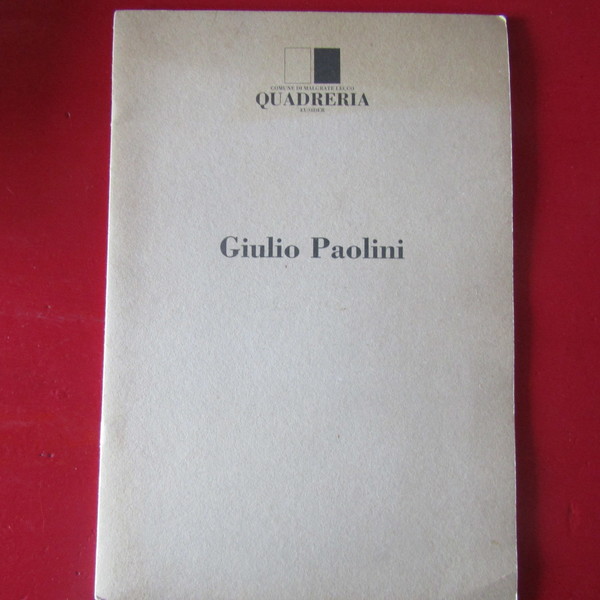 COMUNE DI MALGRATE LECCO
QUADRERIA
Giulio Paolini